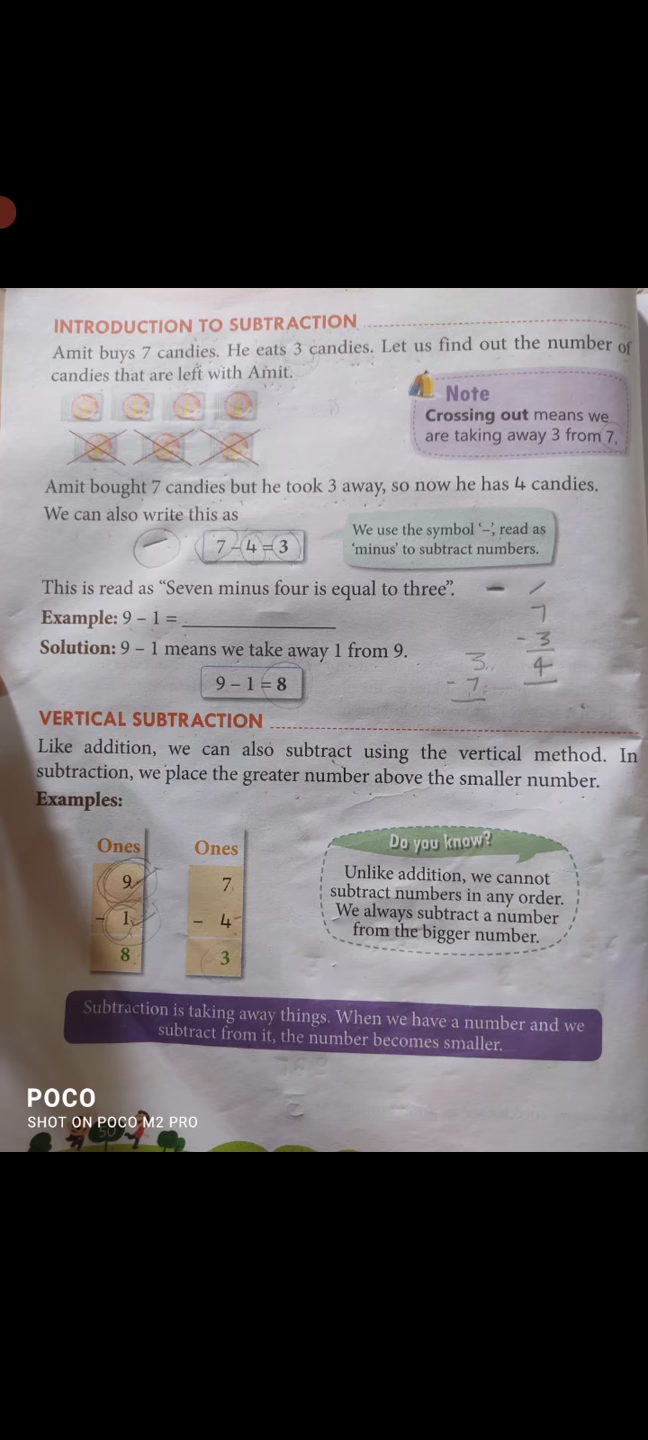 INTRODUCTION TO SUBTRACTION
Amit buys 7 candies. He eats 3 candies. Let us find out the number of
candies that are left with Amit.
Note
Crossing out means we
are taking away 3 from 7.
Amit bought 7 candies but he took 3 away, so now he has 4 candies.
We can also write this as
–
7 – 4 = 3
We use the symbol ‘–’, read as
‘minus’ to subtract numbers.
This is read as “Seven minus four is equal to three”.
Example: 9 – 1 = ________________
Solution: 9 – 1 means we take away 1 from 9.
9 – 1 = 8
7
- 3
4
3
- 7
VERTICAL SUBTRACTION
Like addition, we can also subtract using the vertical method. In
subtraction, we place the greater number above the smaller number.
Examples:
Ones
9
– 1
8
Ones
7
– 4
3
Do you know?
Unlike addition, we cannot
subtract numbers in any order.
We always subtract a number
from the bigger number.
Subtraction is taking away things. When we have a number and we
subtract from it, the number becomes smaller.
POCO
SHOT ON POCO M2 PRO
50